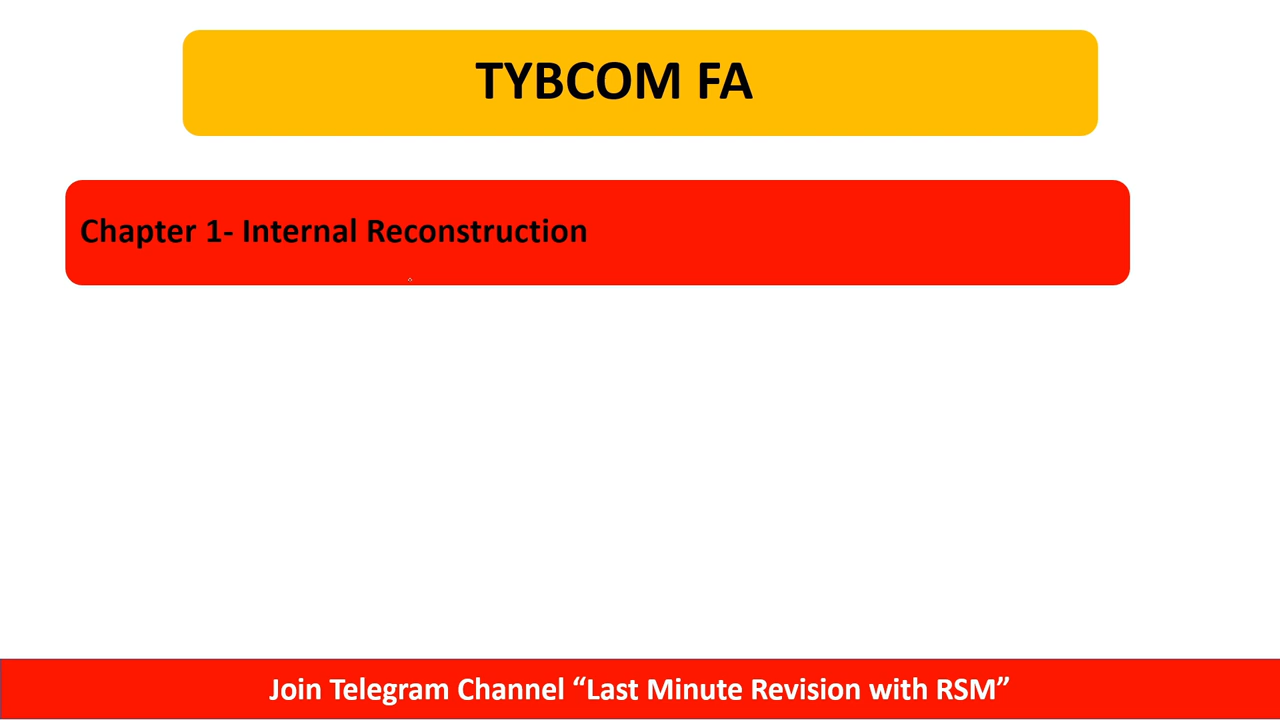 TYBCOM FA
Chapter 1- Internal Reconstruction
Join Telegram Channel “Last Minute Revision with RSM”